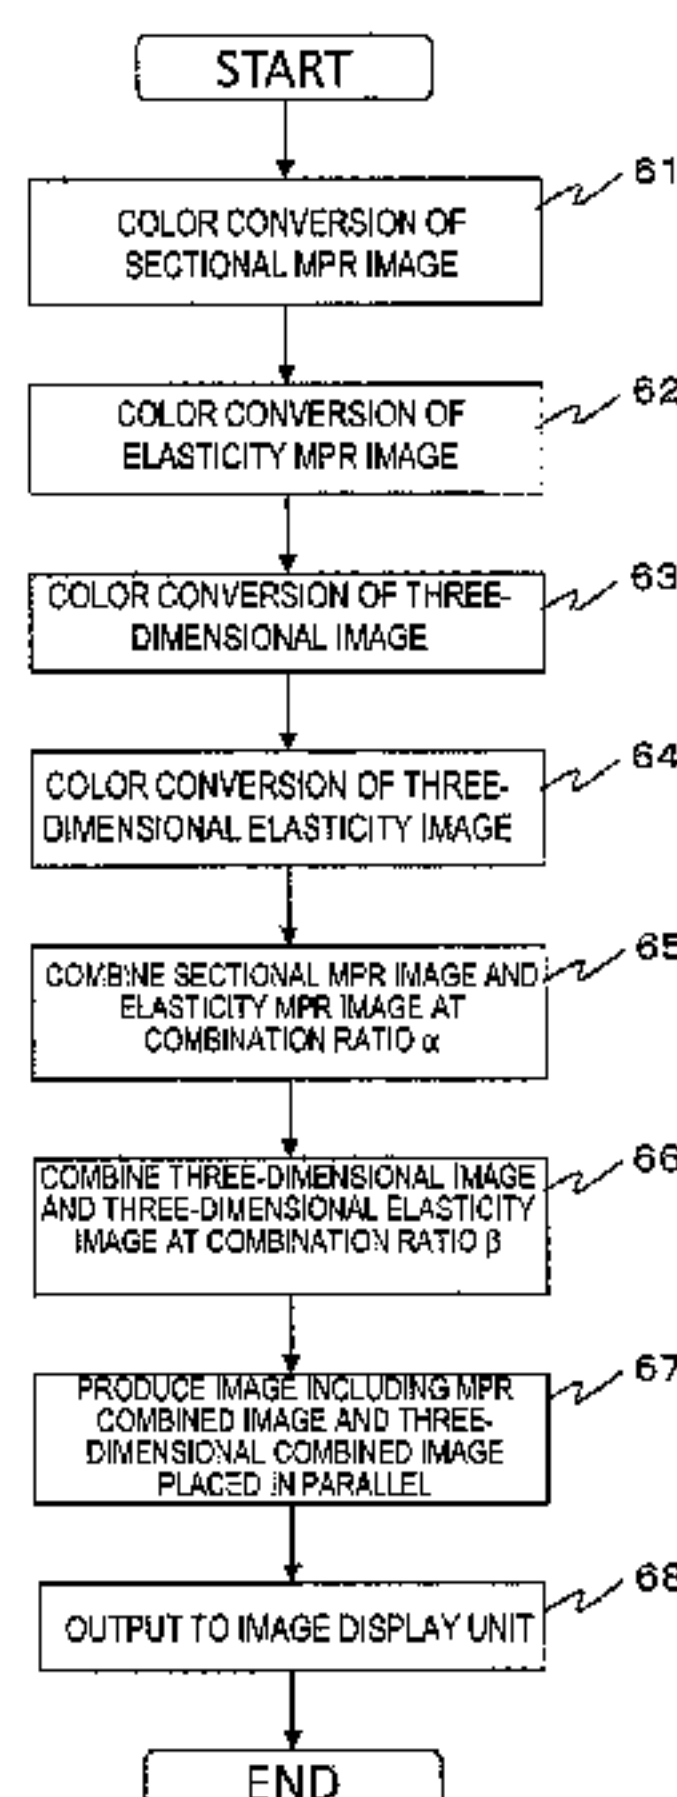 START
61
COLOR CONVERSION OF
SECTIONAL MPR IMAGE
62
COLOR CONVERSION OF
ELASTICITY MPR IMAGE
63
COLOR CONVERSION OF THREE-
DIMENSIONAL IMAGE
64
COLOR CONVERSION OF THREE-
DIMENSIONAL ELASTICITY IMAGE
65
COMBINE SECTIONAL MPR IMAGE AND
ELASTICITY MPR IMAGE AT
COMBINATION RATIO α
66
COMBINE THREE-DIMENSIONAL IMAGE
AND THREE-DIMENSIONAL ELASTICITY
IMAGE AT COMBINATION RATIO β
67
PRODUCE IMAGE INCLUDING MPR
COMBINED IMAGE AND THREE-
DIMENSIONAL COMBINED IMAGE
PLACED IN PARALLEL
68
OUTPUT TO IMAGE DISPLAY UNIT
END